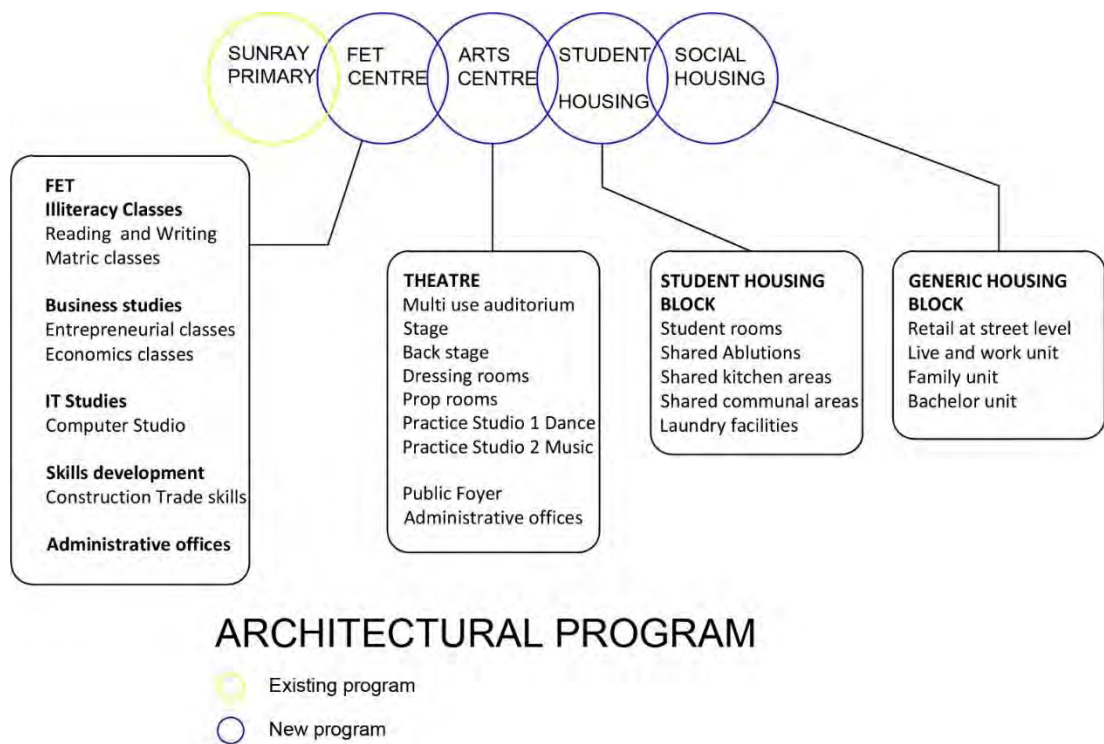 SUNRAY
PRIMARY
FET
CENTRE
ARTS
CENTRE
STUDENT
HOUSING
SOCIAL
HOUSING
FET
Illiteracy Classes
Reading and Writing
Matric classes
Business studies
Entrepreneurial classes
Economics classes
IT Studies
Computer Studio
Skills development
Construction Trade skills
Administrative offices
THEATRE
Multi use auditorium
Stage
Back stage
Dressing rooms
Prop rooms
Practice Studio 1 Dance
Practice Studio 2 Music
Public Foyer
Administrative offices
STUDENT HOUSING
BLOCK
Student rooms
Shared Ablutions
Shared kitchen areas
Shared communal areas
Laundry facilities
GENERIC HOUSING
BLOCK
Retail at street level
Live and work unit
Family unit
Bachelor unit
ARCHITECTURAL PROGRAM
Existing program
New program